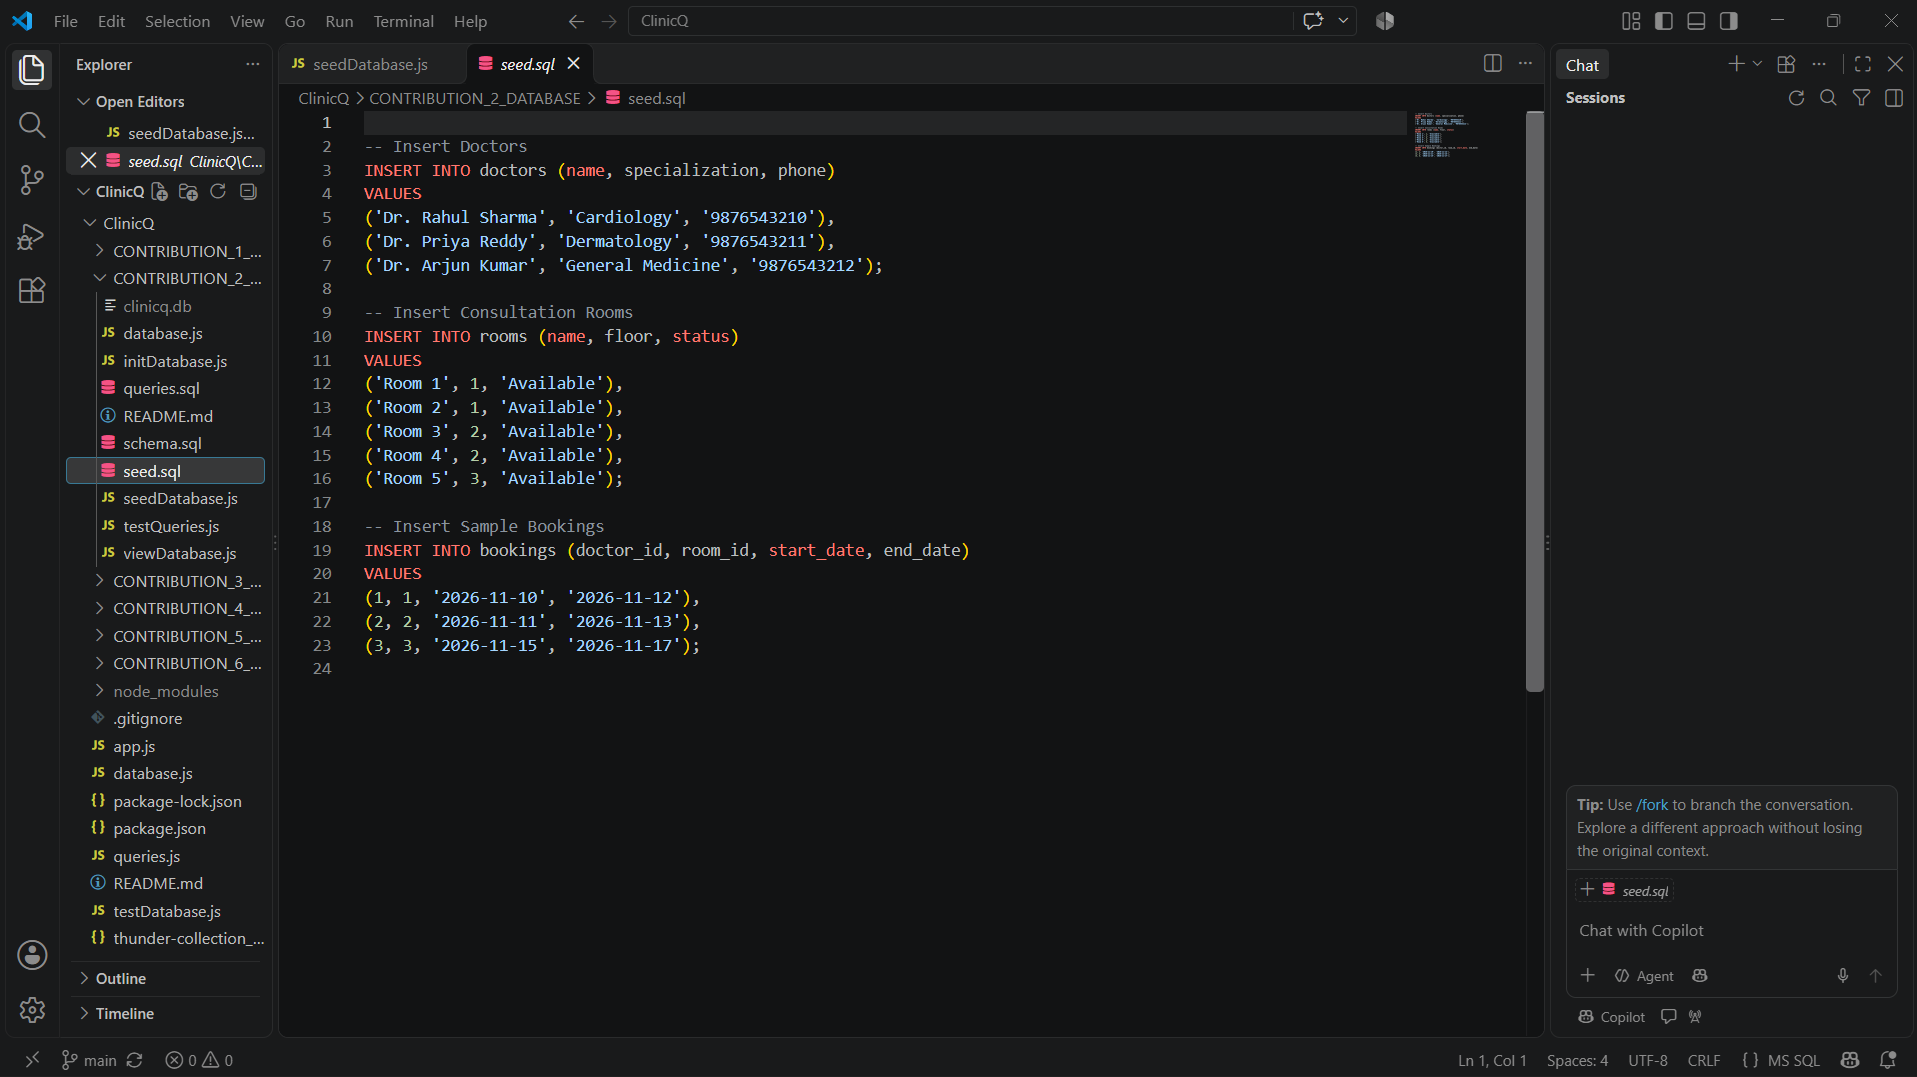 File Edit Selection View Go Run Terminal Help
ClinicQ
Explorer
Open Editors
JS seedDatabase.js...
seed.sql ClinicQ\C...
ClinicQ
ClinicQ
CONTRIBUTION_1_...
CONTRIBUTION_2_...
clinicq.db
JS database.js
JS initDatabase.js
queries.sql
README.md
schema.sql
seed.sql
JS seedDatabase.js
JS testQueries.js
JS viewDatabase.js
CONTRIBUTION_3_...
CONTRIBUTION_4_...
CONTRIBUTION_5_...
CONTRIBUTION_6_...
node_modules
.gitignore
JS app.js
JS database.js
{} package-lock.json
{} package.json
JS queries.js
README.md
JS testDatabase.js
{} thunder-collection_...
Outline
Timeline
JS seedDatabase.js
seed.sql
ClinicQ > CONTRIBUTION_2_DATABASE > seed.sql
1
2 -- Insert Doctors
3 INSERT INTO doctors (name, specialization, phone)
4 VALUES
5 ('Dr. Rahul Sharma', 'Cardiology', '9876543210'),
6 ('Dr. Priya Reddy', 'Dermatology', '9876543211'),
7 ('Dr. Arjun Kumar', 'General Medicine', '9876543212');
8
9 -- Insert Consultation Rooms
10 INSERT INTO rooms (name, floor, status)
11 VALUES
12 ('Room 1', 1, 'Available'),
13 ('Room 2', 1, 'Available'),
14 ('Room 3', 2, 'Available'),
15 ('Room 4', 2, 'Available'),
16 ('Room 5', 3, 'Available');
17
18 -- Insert Sample Bookings
19 INSERT INTO bookings (doctor_id, room_id, start_date, end_date)
20 VALUES
21 (1, 1, '2026-11-10', '2026-11-12'),
22 (2, 2, '2026-11-11', '2026-11-13'),
23 (3, 3, '2026-11-15', '2026-11-17');
24
Chat
Sessions
Tip: Use /fork to branch the conversation.
Explore a different approach without losing
the original context.
seed.sql
Chat with Copilot
Agent
Copilot
main 0 0
Ln 1, Col 1 Spaces: 4 UTF-8 CRLF {} MS SQL